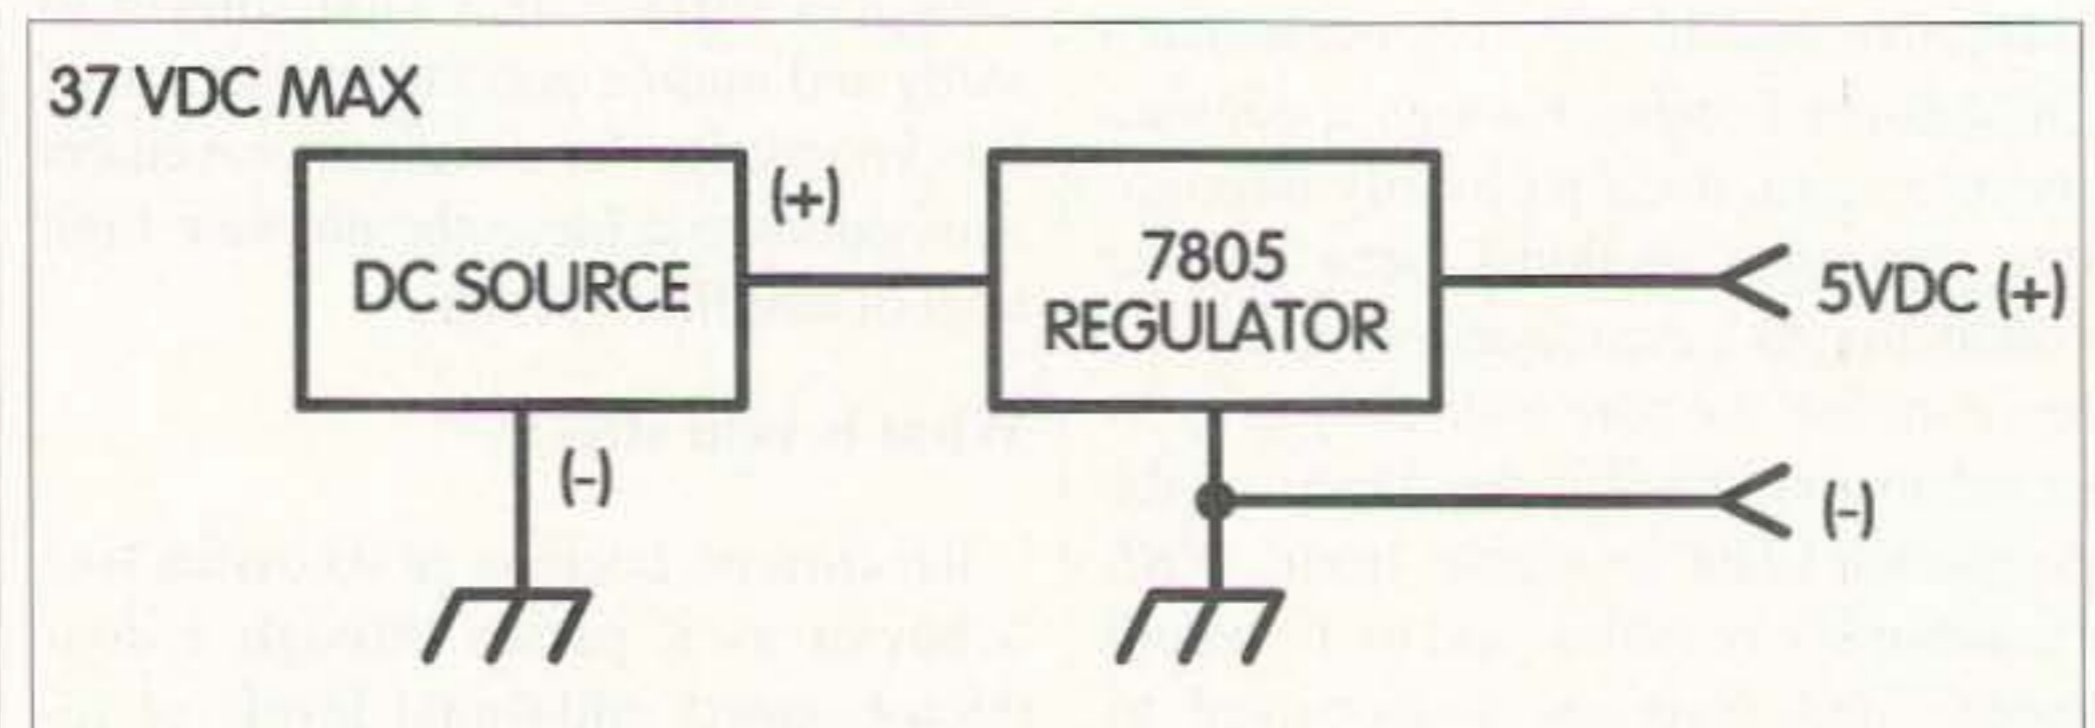 37 VDC MAX
DC SOURCE
(+)
(-)
7805
REGULATOR
5VDC (+)
(-)